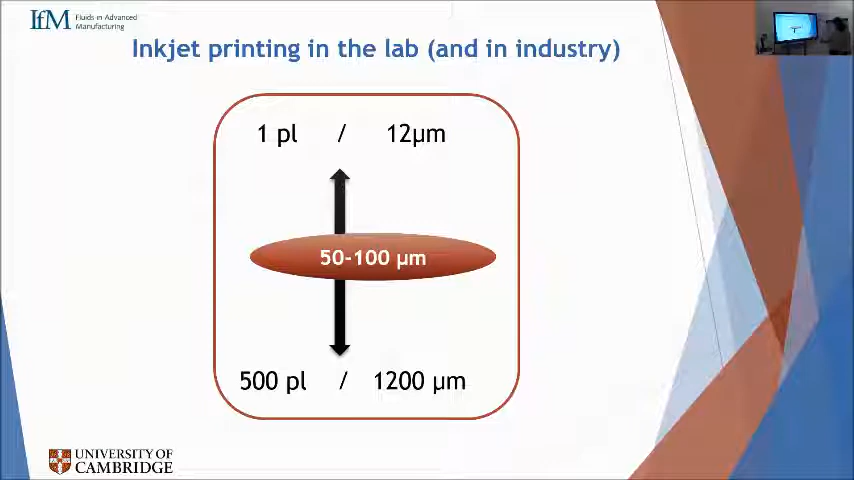 IfM Fluids in Advanced
Manufacturing
Inkjet printing in the lab (and in industry)
1 pl / 12µm
50-100 µm
500 pl / 1200 µm
UNIVERSITY OF
CAMBRIDGE